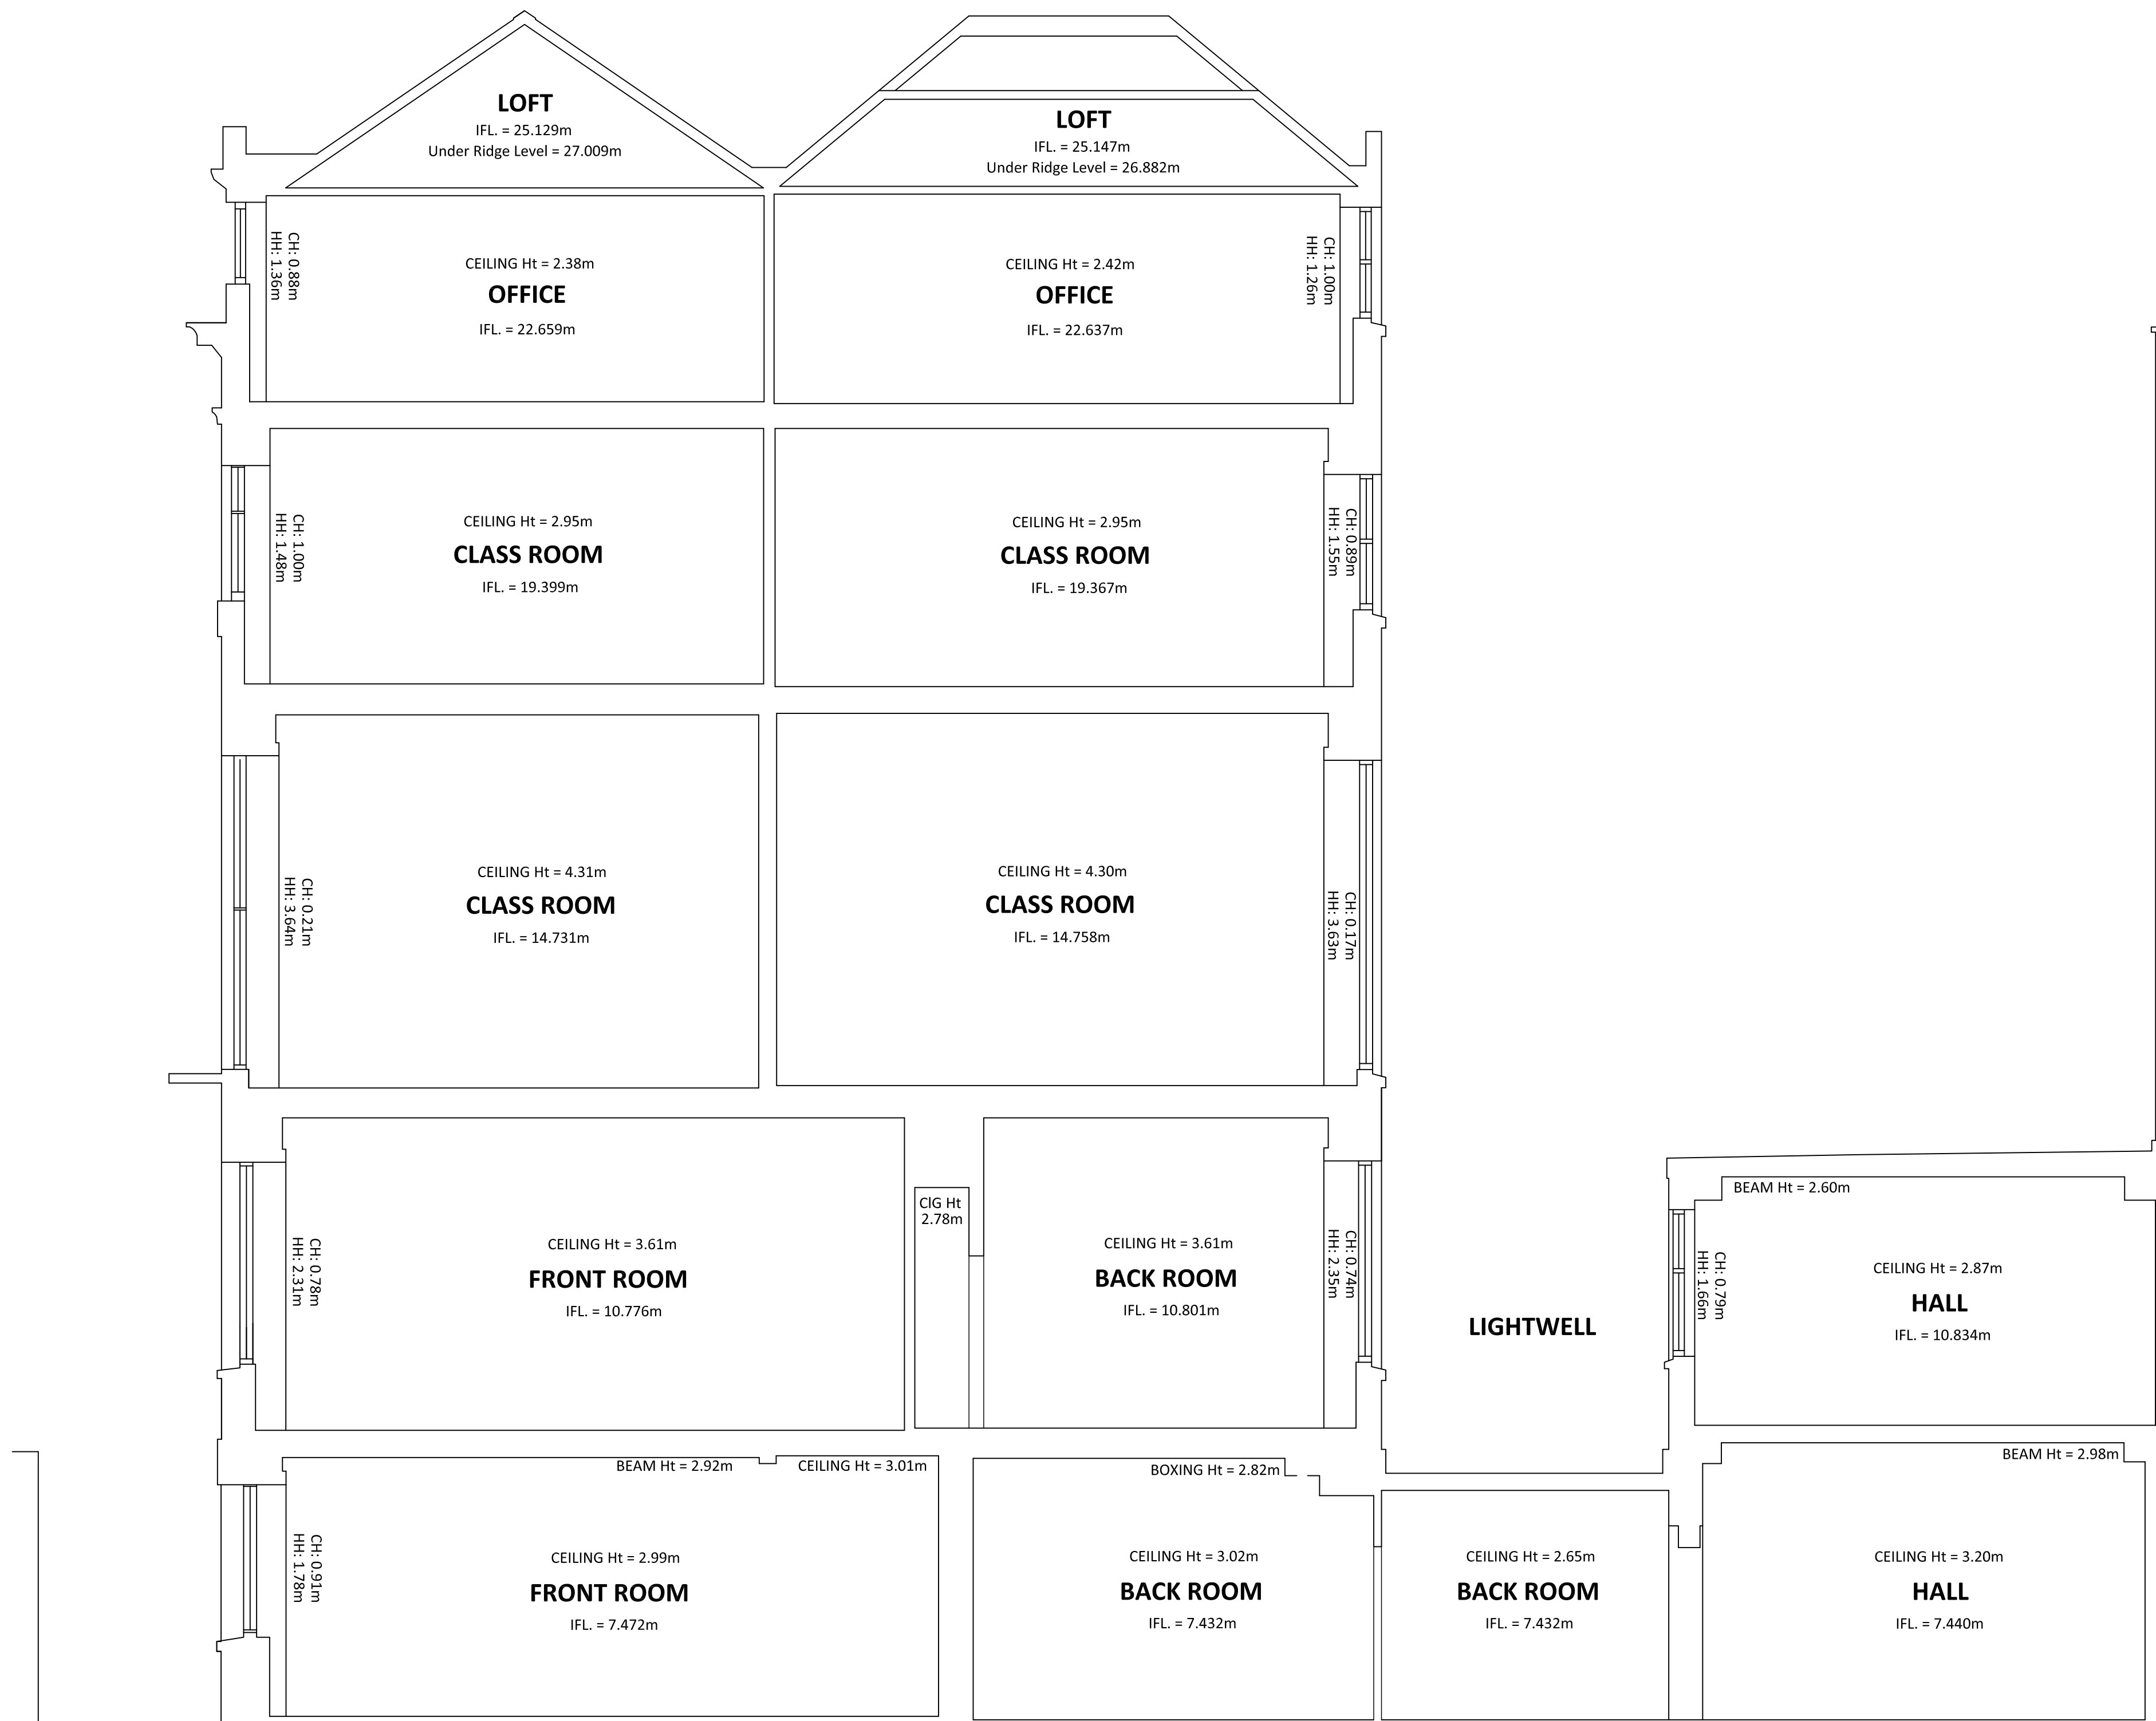 LOFT
IFL. = 25.129m
Under Ridge Level = 27.009m
LOFT
IFL. = 25.147m
Under Ridge Level = 26.882m
CH: 0.88m
HH: 1.36m
CEILING Ht = 2.38m
OFFICE
IFL. = 22.659m
CEILING Ht = 2.42m
OFFICE
IFL. = 22.637m
CH: 1.00m
HH: 1.26m
CH: 1.00m
HH: 1.48m
CEILING Ht = 2.95m
CLASS ROOM
IFL. = 19.399m
CEILING Ht = 2.95m
CLASS ROOM
IFL. = 19.367m
CH: 0.89m
HH: 1.55m
CH: 0.21m
HH: 3.64m
CEILING Ht = 4.31m
CLASS ROOM
IFL. = 14.731m
CEILING Ht = 4.30m
CLASS ROOM
IFL. = 14.758m
CH: 0.17m
HH: 3.63m
CH: 0.78m
HH: 2.31m
CEILING Ht = 3.61m
FRONT ROOM
IFL. = 10.776m
ClG Ht
2.78m
CEILING Ht = 3.61m
BACK ROOM
IFL. = 10.801m
CH: 0.74m
HH: 2.35m
LIGHTWELL
BEAM Ht = 2.60m
CH: 0.79m
HH: 1.66m
CEILING Ht = 2.87m
HALL
IFL. = 10.834m
BEAM Ht = 2.92m
CEILING Ht = 3.01m
CH: 0.91m
HH: 1.78m
CEILING Ht = 2.99m
FRONT ROOM
IFL. = 7.472m
BOXING Ht = 2.82m
CEILING Ht = 3.02m
BACK ROOM
IFL. = 7.432m
CEILING Ht = 2.65m
BACK ROOM
IFL. = 7.432m
BEAM Ht = 2.98m
CEILING Ht = 3.20m
HALL
IFL. = 7.440m